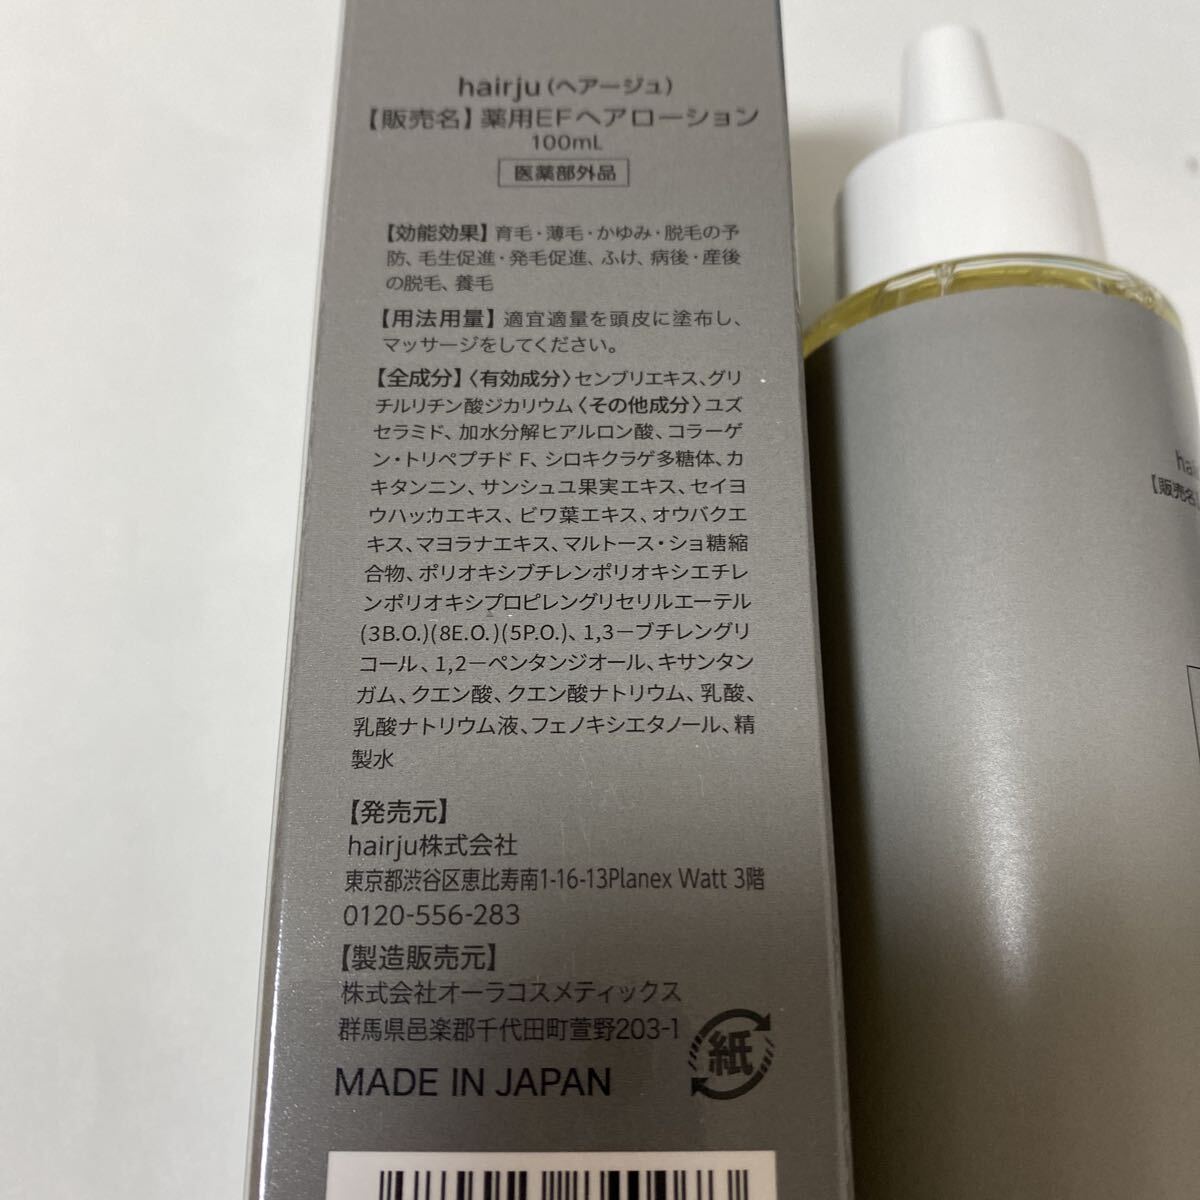 hairju(ヘアージュ)
【販売名】薬用EFヘアローション
100mL
医薬部外品
【効能効果】育毛・薄毛・かゆみ・脱毛の予
防、毛生促進・発毛促進、ふけ、病後・産後
の脱毛、養毛
【用法用量】適宜適量を頭皮に塗布し、
マッサージをしてください。
【全成分】〈有効成分〉センブリエキス、グリ
チルリチン酸ジカリウム〈その他成分〉ユズ
セラミド、加水分解ヒアルロン酸、コラーゲ
ン・トリペプチド F、シロキクラゲ多糖体、カ
キタンニン、サンシュユ果実エキス、セイヨ
ウハッカエキス、ビワ葉エキス、オウバクエ
キス、マヨラナエキス、マルトース・ショ糖縮
合物、ポリオキシブチレンポリオキシエチレ
ンポリオキシプロピレングリセリルエーテル
(3B.O.)(8E.O.)(5P.O.)、1,3－ブチレングリ
コール、1,2－ペンタンジオール、キサンタン
ガム、クエン酸、クエン酸ナトリウム、乳酸、
乳酸ナトリウム液、フェノキシエタノール、精
製水
【発売元】
hairju株式会社
東京都渋谷区恵比寿南1-16-13Planex Watt 3階
0120-556-283
【製造販売元】
株式会社オーラコスメティックス
群馬県邑楽郡千代田町萱野203-1
紙
MADE IN JAPAN
hai
【販売名